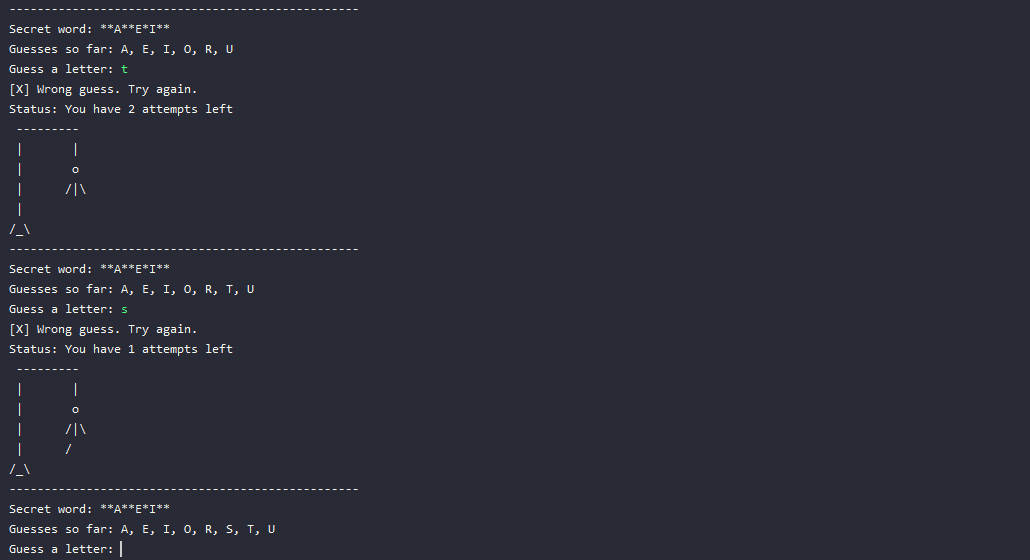 --------------------------------------------------
Secret word: **A**E*I**
Guesses so far: A, E, I, O, R, U
Guess a letter: t
[X] Wrong guess. Try again.
Status: You have 2 attempts left
 ---------
 |       |
 |       o
 |      /|\
 |
/_\
--------------------------------------------------
Secret word: **A**E*I**
Guesses so far: A, E, I, O, R, T, U
Guess a letter: s
[X] Wrong guess. Try again.
Status: You have 1 attempts left
 ---------
 |       |
 |       o
 |      /|\
 |      /
/_\
--------------------------------------------------
Secret word: **A**E*I**
Guesses so far: A, E, I, O, R, S, T, U
Guess a letter: